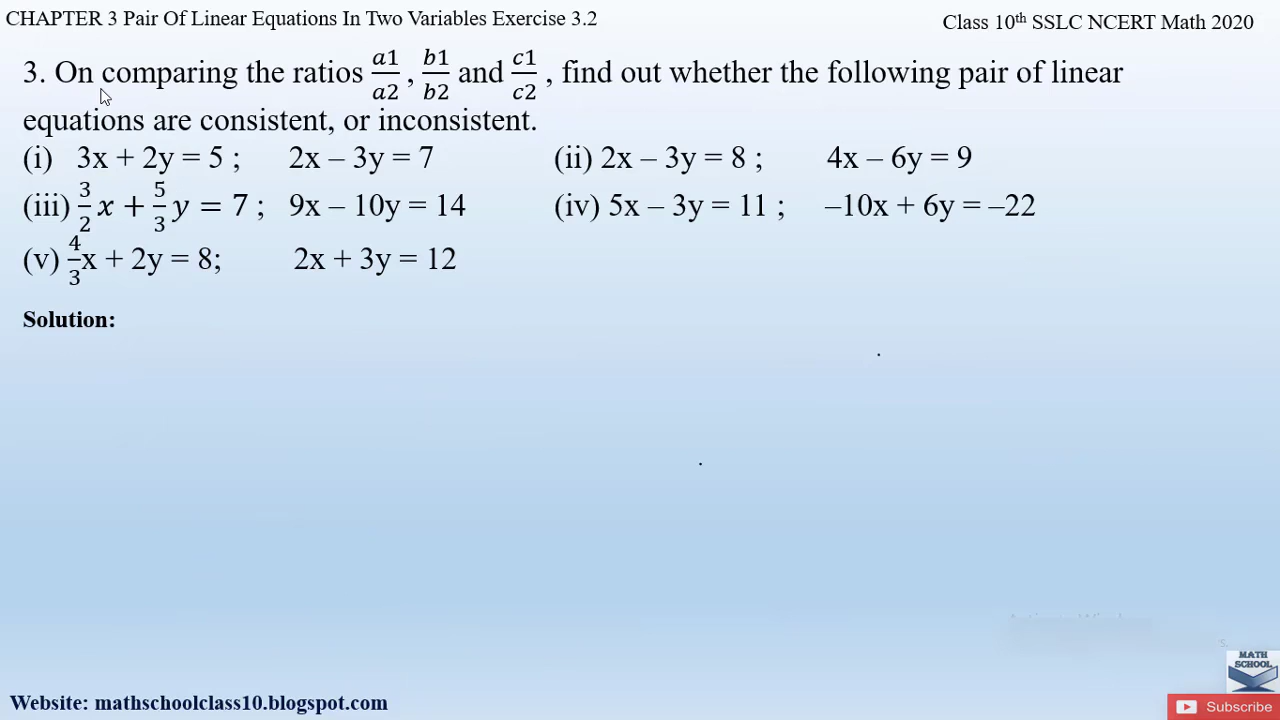 CHAPTER 3 Pair Of Linear Equations In Two Variables Exercise 3.2
Class 10th SSLC NCERT Math 2020
3. On comparing the ratios a1/a2 , b1/b2 and c1/c2 , find out whether the following pair of linear
equations are consistent, or inconsistent.
(i) 3x + 2y = 5 ; 2x – 3y = 7 (ii) 2x – 3y = 8 ; 4x – 6y = 9
(iii) 3/2 x + 5/3 y = 7 ; 9x – 10y = 14 (iv) 5x – 3y = 11 ; –10x + 6y = –22
(v) 4/3 x + 2y = 8; 2x + 3y = 12
Solution:
MATH
SCHOOL
Website: mathschoolclass10.blogspot.com
Subscribe